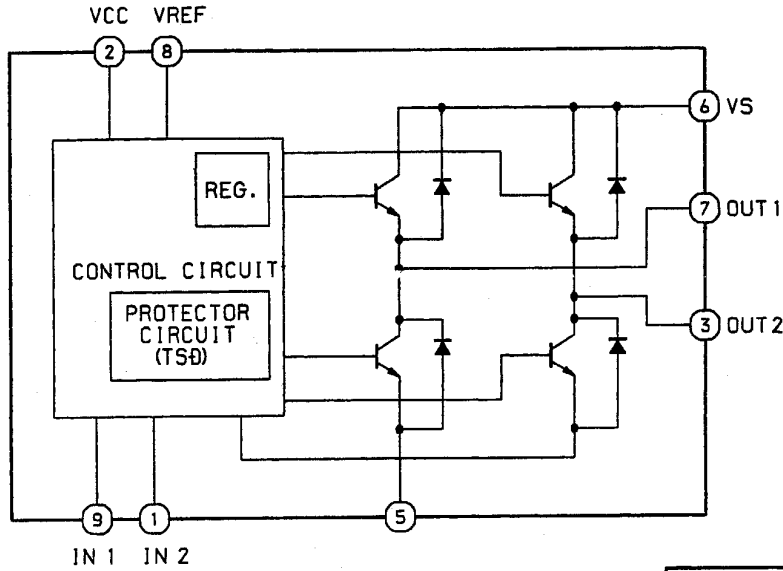 VCC VREF
2 8
6 VS
REG.
7 OUT 1
CONTROL CIRCUIT
PROTECTOR
CIRCUIT
(TSD)
3 OUT 2
9 1 5
IN 1 IN 2